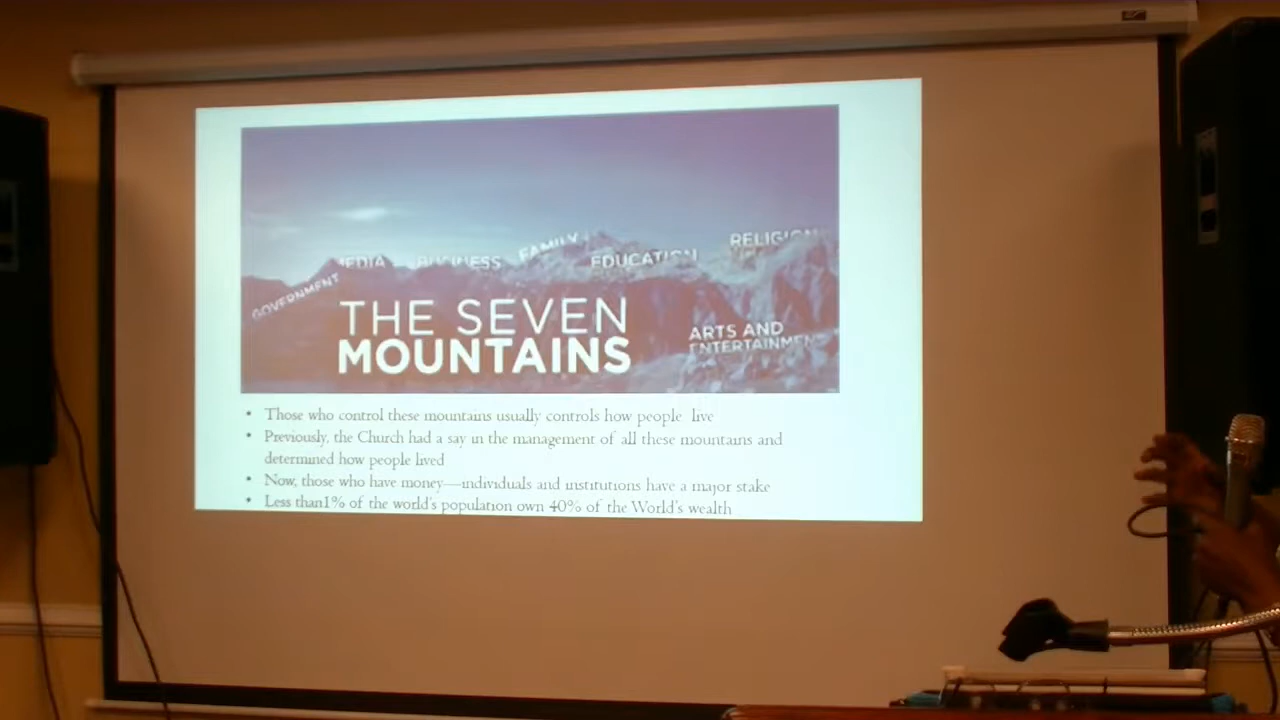 GOVERNMENT
MEDIA
BUSINESS
FAMILY
EDUCATION
RELIGION
THE SEVEN
MOUNTAINS
ARTS AND
ENTERTAINMENT
• Those who control these mountains usually controls how people live
• Previously, the Church had a say in the management of all these mountains and
determined how people lived
• Now, those who have money—individuals and institutions have a major stake
• Less than1% of the world's population own 40% of the World's wealth